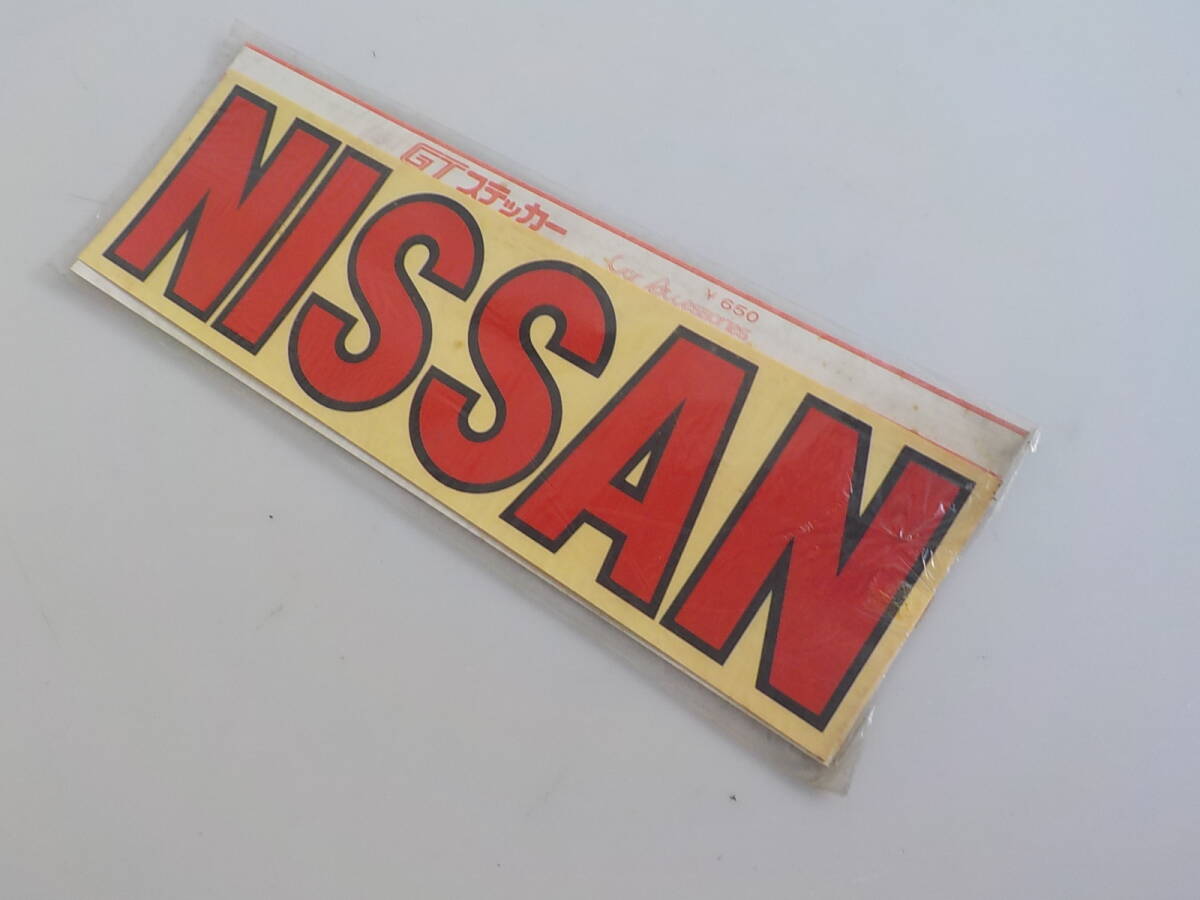 GTステッカー
Car Accessories
¥650
NISSAN